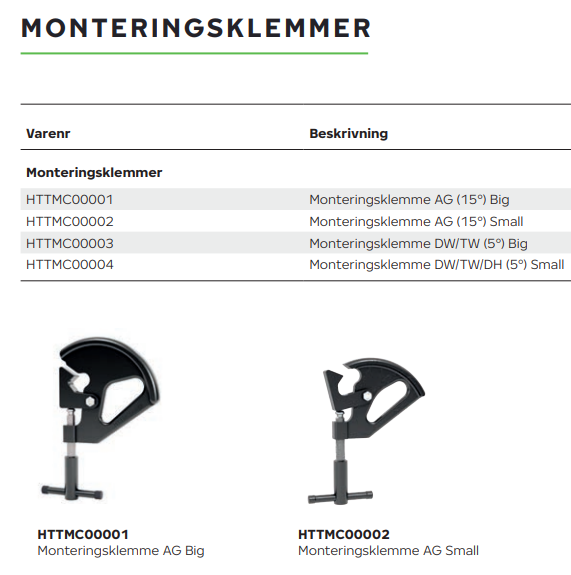 MONTERINGSKLEMMER
Varenr Beskrivning
Monteringsklemmer
HTTMC00001 Monteringsklemme AG (15°) Big
HTTMC00002 Monteringsklemme AG (15°) Small
HTTMC00003 Monteringsklemme DW/TW (5°) Big
HTTMC00004 Monteringsklemme DW/TW/DH (5°) Small
HTTMC00001 HTTMC00002
Monteringsklemme AG Big Monteringsklemme AG Small